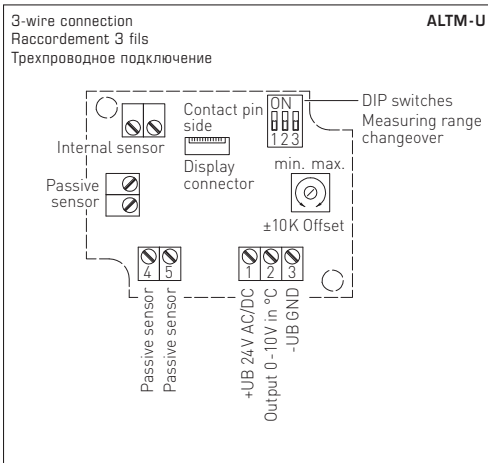 3-wire connection
ALTM-U
Raccordement 3 fils
Трехпроводное подключение
ON
1 2 3
DIP switches
Measuring range
changeover
Contact pin
side
Internal sensor
Display
connector
min. max.
Passive
sensor
±10K Offset
4 5
1 2 3
Passive sensor
Passive sensor
+UB 24V AC/DC
Output 0-10V in °C
-UB GND